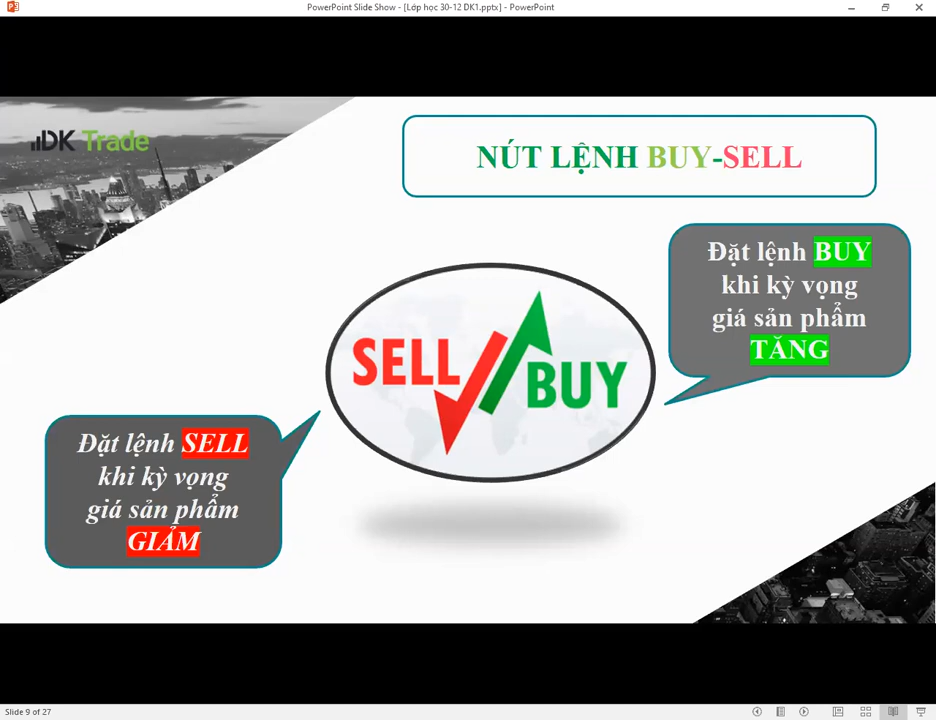 PowerPoint Slide Show - [Lớp học 30-12 DK1.pptx] - PowerPoint
DK Trade
NÚT LỆNH BUY-SELL
Đặt lệnh BUY
khi kỳ vọng
giá sản phẩm
TĂNG
SELL
BUY
Đặt lệnh SELL
khi kỳ vọng
giá sản phẩm
GIẢM
Slide 9 of 27